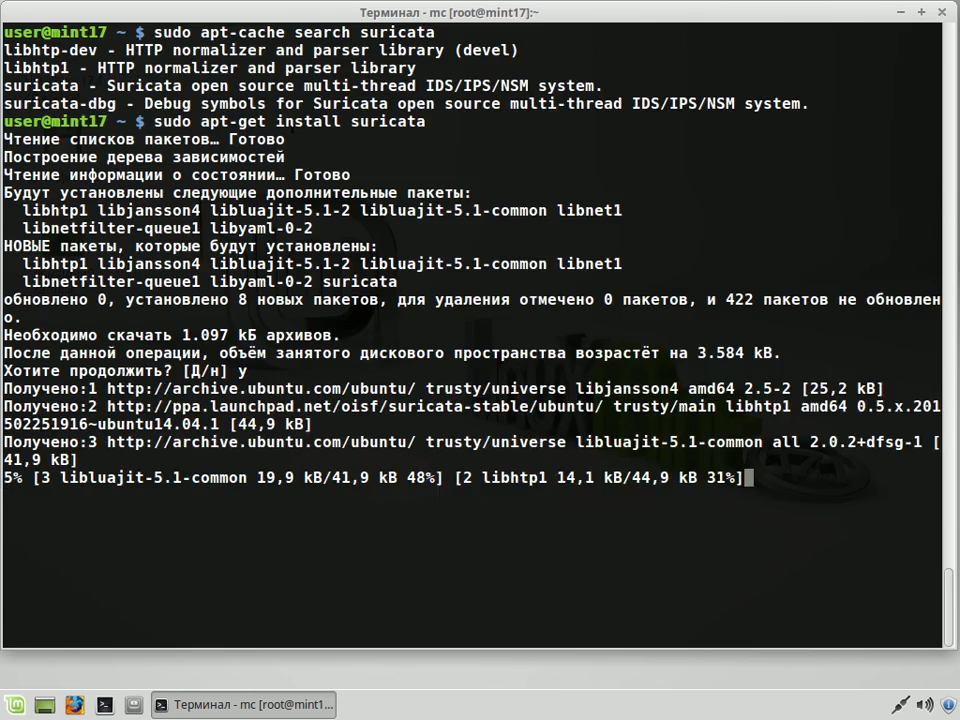 Терминал - mc [root@mint17]:~
user@mint17 ~ $ sudo apt-cache search suricata
libhtp-dev - HTTP normalizer and parser library (devel)
libhtp1 - HTTP normalizer and parser library
suricata - Suricata open source multi-thread IDS/IPS/NSM system.
suricata-dbg - Debug symbols for Suricata open source multi-thread IDS/IPS/NSM system.
user@mint17 ~ $ sudo apt-get install suricata
Чтение списков пакетов… Готово
Построение дерева зависимостей
Чтение информации о состоянии… Готово
Будут установлены следующие дополнительные пакеты:
  libhtp1 libjansson4 libluajit-5.1-2 libluajit-5.1-common libnet1
  libnetfilter-queue1 libyaml-0-2
НОВЫЕ пакеты, которые будут установлены:
  libhtp1 libjansson4 libluajit-5.1-2 libluajit-5.1-common libnet1
  libnetfilter-queue1 libyaml-0-2 suricata
обновлено 0, установлено 8 новых пакетов, для удаления отмечено 0 пакетов, и 422 пакетов не обновлен
о.
Необходимо скачать 1.097 kБ архивов.
После данной операции, объём занятого дискового пространства возрастёт на 3.584 kB.
Хотите продолжить? [Д/н] y
Получено:1 http://archive.ubuntu.com/ubuntu/ trusty/universe libjansson4 amd64 2.5-2 [25,2 kB]
Получено:2 http://ppa.launchpad.net/oisf/suricata-stable/ubuntu/ trusty/main libhtp1 amd64 0.5.x.201
502251916~ubuntu14.04.1 [44,9 kB]
Получено:3 http://archive.ubuntu.com/ubuntu/ trusty/universe libluajit-5.1-common all 2.0.2+dfsg-1 [
41,9 kB]
5% [3 libluajit-5.1-common 19,9 kB/41,9 kB 48%] [2 libhtp1 14,1 kB/44,9 kB 31%]
Терминал - mc [root@mint1...